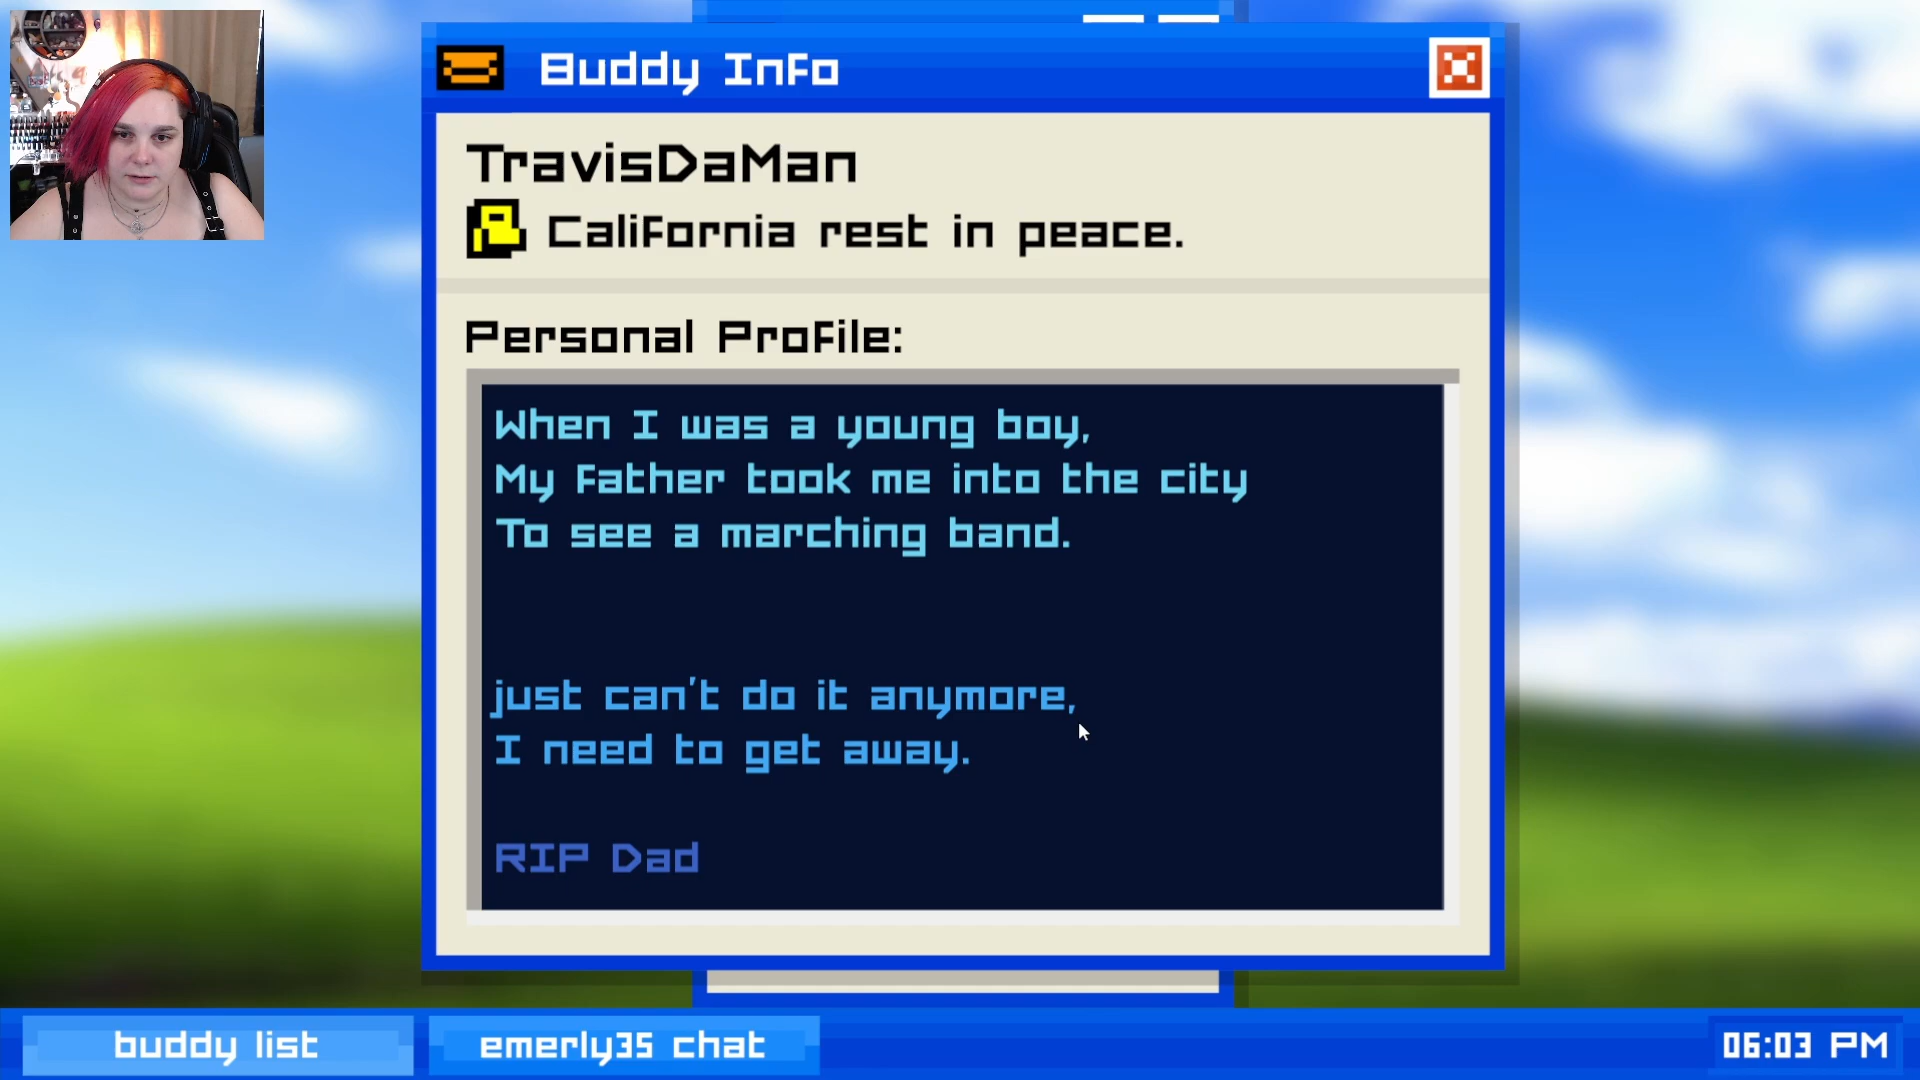 Buddy Info
TravisDaMan
California rest in peace.
Personal Profile:
When I was a young boy,
My father took me into the city
To see a marching band.
just can't do it anymore,
I need to get away.
RIP Dad
buddy list
emerly35 chat
06:03 PM